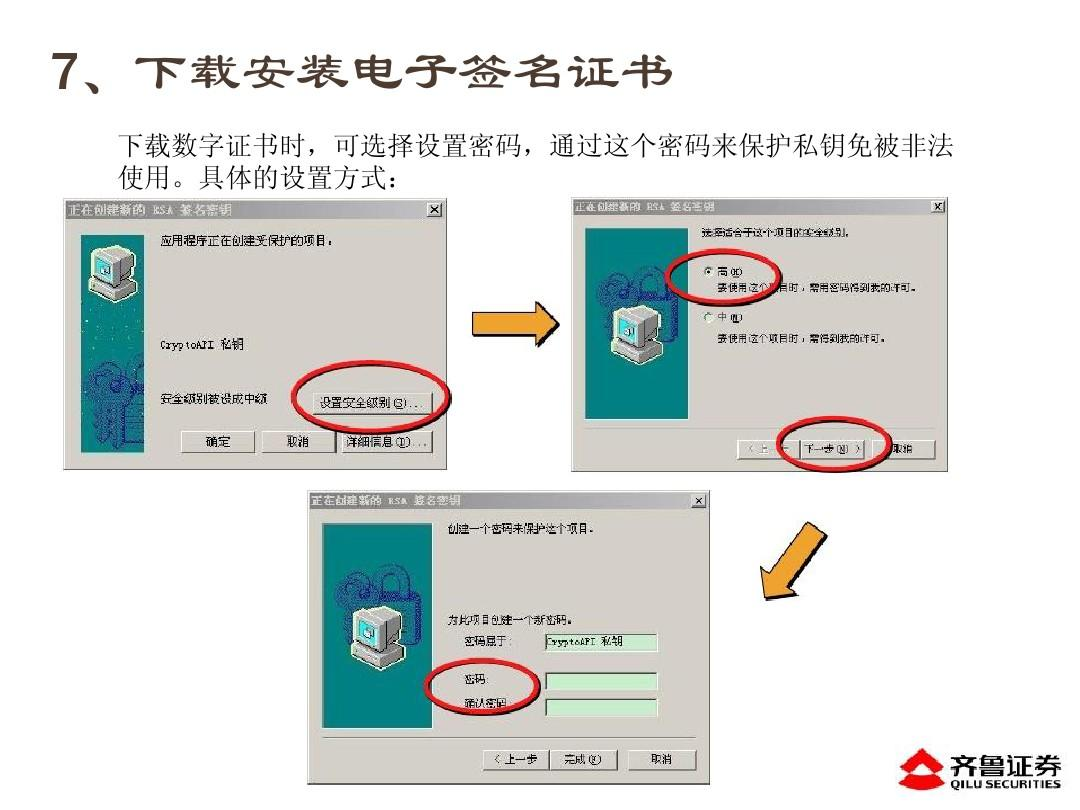 7、下载安装电子签名证书
下载数字证书时，可选择设置密码，通过这个密码来保护私钥免被非法
使用。具体的设置方式：
正在创建新的 RSA 签名密钥
应用程序正在创建受保护的项目。
CryptoAPI 私钥
安全级别被设成中级
设置安全级别(S)...
确定
取消
详细信息(D)...
正在创建新的 RSA 签名密钥
选择适合于这个项目的安全级别。
高(H)
要使用这个项目时，需用密码得到我的许可。
中(M)
要使用这个项目时，需得到我的许可。
< 上一步
下一步(N) >
取消
正在创建新的 RSA 签名密钥
创建一个密码来保护这个项目。
为此项目创建一个新密码。
密码属于:
CryptoAPI 私钥
密码:
确认密码:
< 上一步
完成(F)
取消
齐鲁证券
QILU SECURITIES